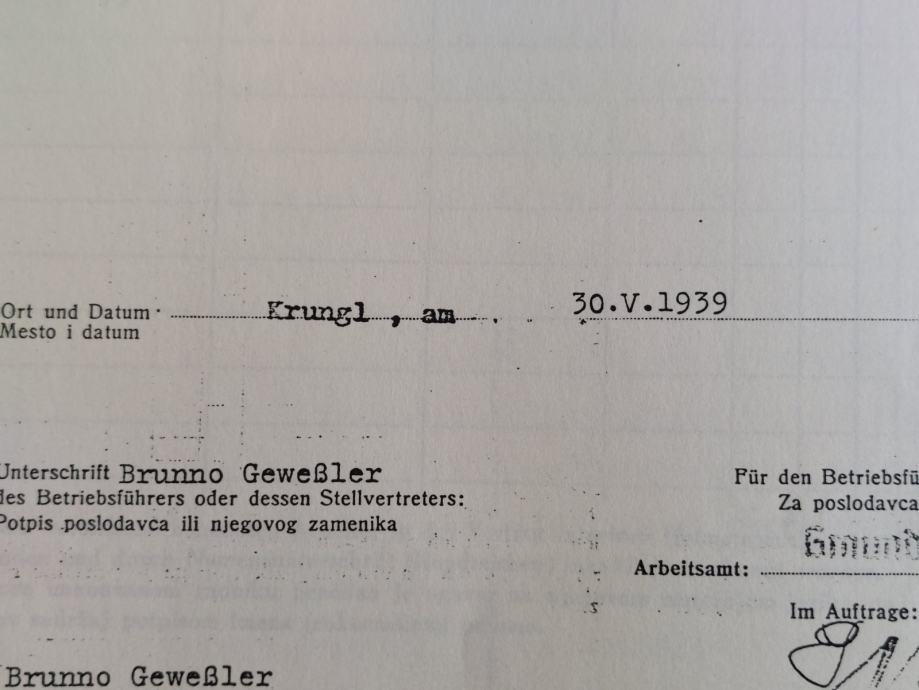 Ort und Datum Krungl , am 30.V.1939
Mesto i datum
Unterschrift Brunno Geweßler
des Betriebsführers oder dessen Stellvertreters:
Potpis poslodavca ili njegovog zamenika
Für den Betriebsfü
Za poslodavca
Arbeitsamt:
Im Auftrage:
Brunno Geweßler